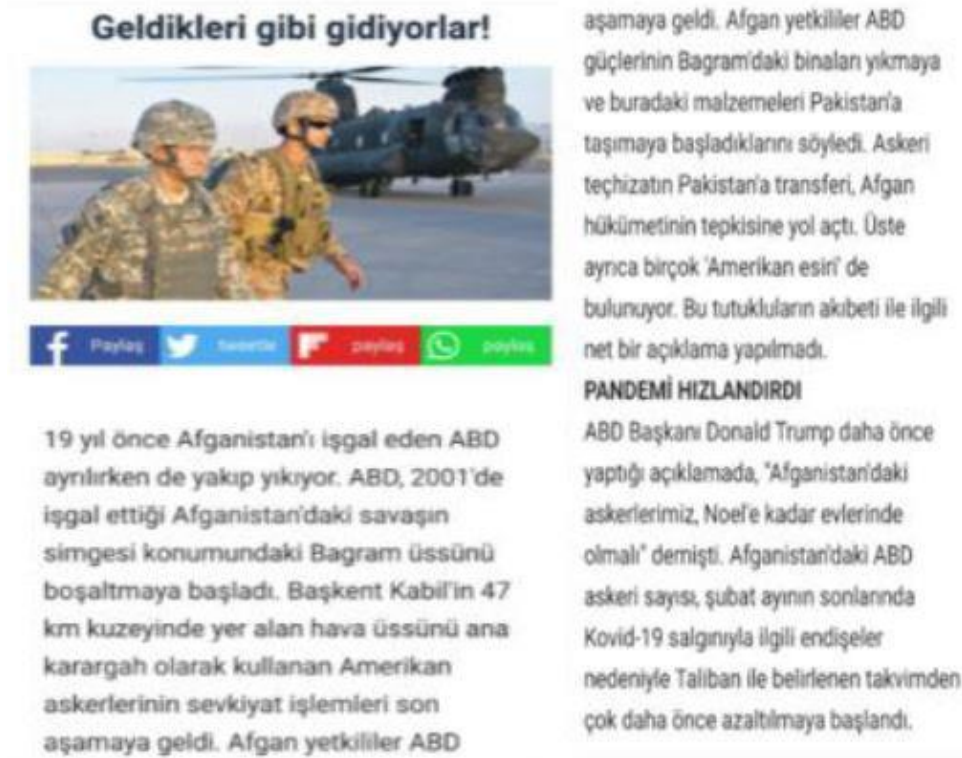 Geldikleri gibi gidiyorlar!
Paylaş
tweetle
paylaş
paylaş
19 yıl önce Afganistan'ı işgal eden ABD
ayrılırken de yakıp yıkıyor. ABD, 2001'de
işgal ettiği Afganistan'daki savaşın
simgesi konumundaki Bagram üssünü
boşaltmaya başladı. Başkent Kabil'in 47
km kuzeyinde yer alan hava üssünü ana
karargah olarak kullanan Amerikan
askerlerinin sevkiyat işlemleri son
aşamaya geldi. Afgan yetkililer ABD
aşamaya geldi. Afgan yetkililer ABD
güçlerinin Bagram'daki binaları yıkmaya
ve buradaki malzemeleri Pakistan'a
taşımaya başladıklarını söyledi. Askeri
teçhizatın Pakistan'a transferi, Afgan
hükümetinin tepkisine yol açtı. Üste
ayrıca birçok 'Amerikan esiri' de
bulunuyor. Bu tutukluların akıbeti ile ilgili
net bir açıklama yapılmadı.
PANDEMİ HIZLANDIRDI
ABD Başkanı Donald Trump daha önce
yaptığı açıklamada, "Afganistan'daki
askerlerimiz, Noel'e kadar evlerinde
olmalı" demişti. Afganistan'daki ABD
askeri sayısı, şubat ayının sonlarında
Kovid-19 salgınıyla ilgili endişeler
nedeniyle Taliban ile belirlenen takvimden
çok daha önce azaltılmaya başlandı.